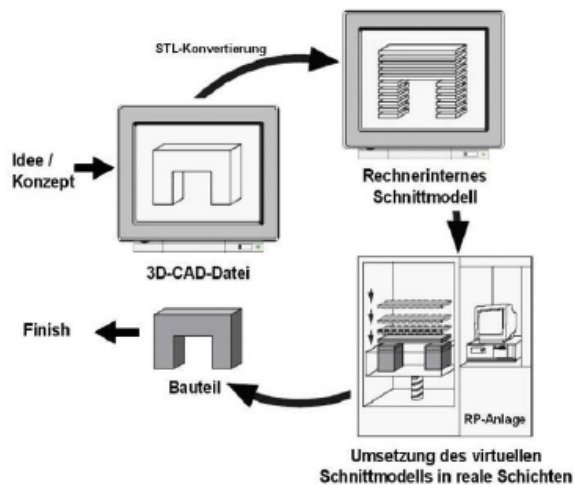 STL-Konvertierung
Idee /
Konzept
3D-CAD-Datei
Rechnerinternes
Schnittmodell
RP-Anlage
Umsetzung des virtuellen
Schnittmodells in reale Schichten
Bauteil
Finish